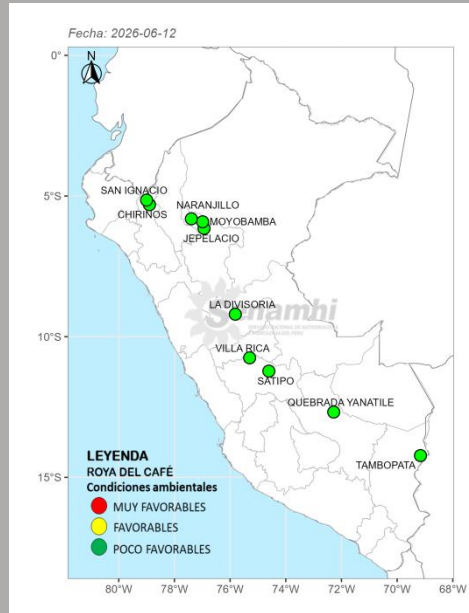 Fecha: 2026-06-12
N
0°
5°S
10°S
15°S
SAN IGNACIO
CHIRINOS
NARANJILLO
MOYOBAMBA
JEPELACIO
LA DIVISORIA
Senamhi
VILLA RICA
SATIPO
QUEBRADA YANATILE
TAMBOPATA
LEYENDA
ROYA DEL CAFÉ
Condiciones ambientales
MUY FAVORABLES
FAVORABLES
POCO FAVORABLES
80°W 78°W 76°W 74°W 72°W 70°W 68°W